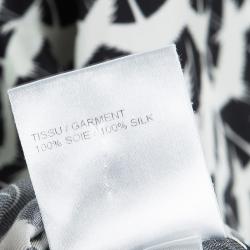 TISSU / GARMENT
100% SOIE / 100% SILK